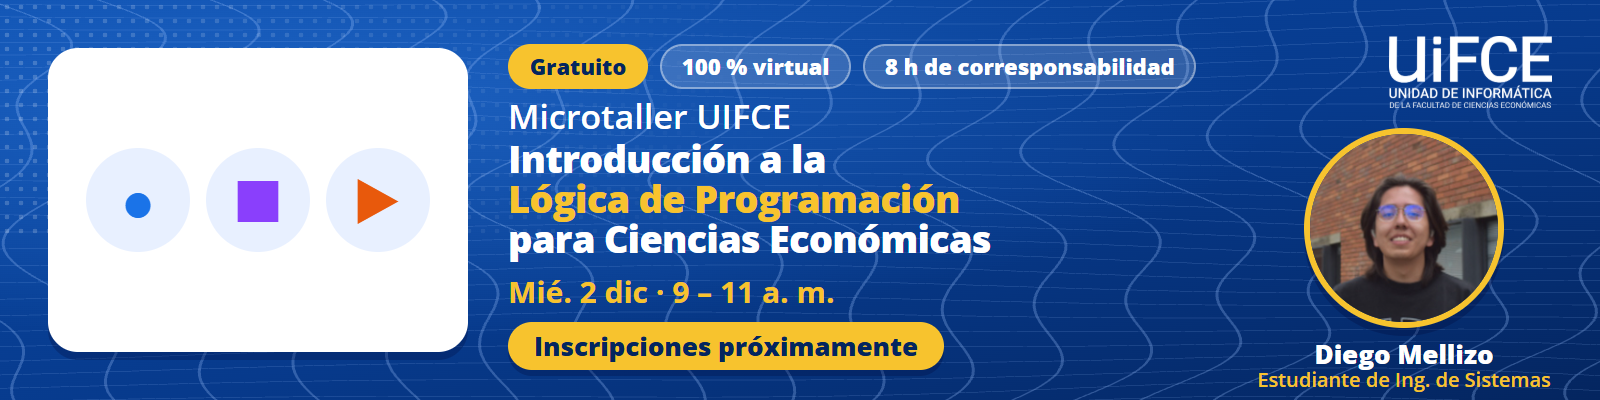 Gratuito
100 % virtual
8 h de corresponsabilidad
Microtaller UIFCE
Introducción a la
Lógica de Programación
para Ciencias Económicas
Mié. 2 dic · 9 – 11 a. m.
Inscripciones próximamente
UiFCE
UNIDAD DE INFORMÁTICA
DE LA FACULTAD DE CIENCIAS ECONÓMICAS
Diego Mellizo
Estudiante de Ing. de Sistemas